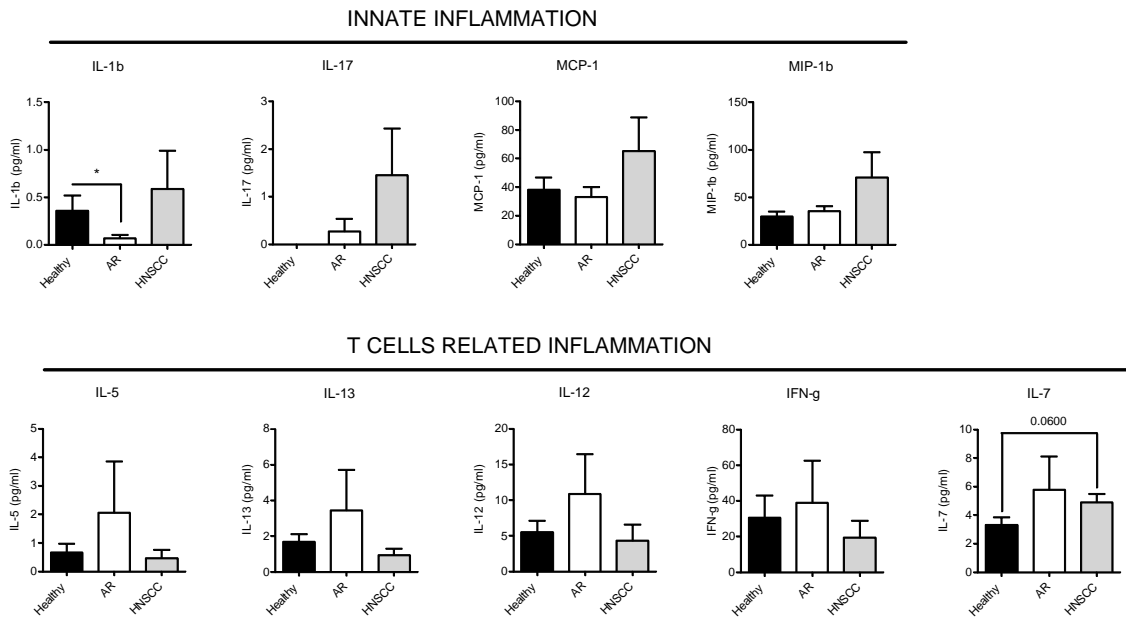 INNATE INFLAMMATION
IL-1b
IL-17
MCP-1
MIP-1b
IL-1b (pg/ml)
1.5
1.0
0.5
0.0
*
Healthy
AR
HNSCC
IL-17 (pg/ml)
3
2
1
0
Healthy
AR
HNSCC
MCP-1 (pg/ml)
100
80
60
40
20
0
Healthy
AR
HNSCC
MIP-1b (pg/ml)
150
100
50
0
Healthy
AR
HNSCC
T CELLS RELATED INFLAMMATION
IL-5
IL-13
IL-12
IFN-g
IL-7
IL-5 (pg/ml)
5
4
3
2
1
0
Healthy
AR
HNSCC
IL-13 (pg/ml)
8
6
4
2
0
Healthy
AR
HNSCC
IL-12 (pg/ml)
20
15
10
5
0
Healthy
AR
HNSCC
IFN-g (pg/ml)
80
60
40
20
0
Healthy
AR
HNSCC
IL-7 (pg/ml)
10
8
6
4
2
0
0.0600
Healthy
AR
HNSCC